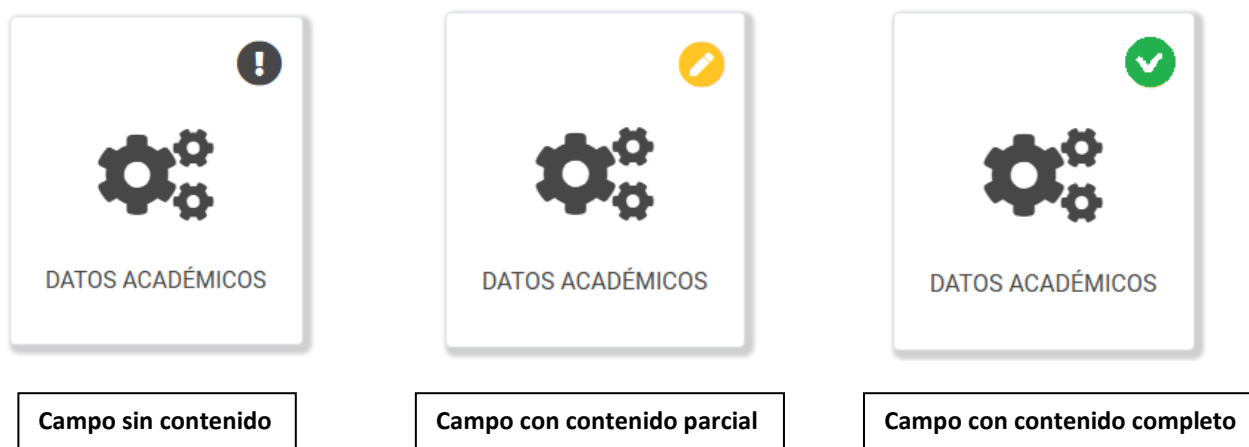 DATOS ACADÉMICOS
DATOS ACADÉMICOS
DATOS ACADÉMICOS
Campo sin contenido
Campo con contenido parcial
Campo con contenido completo